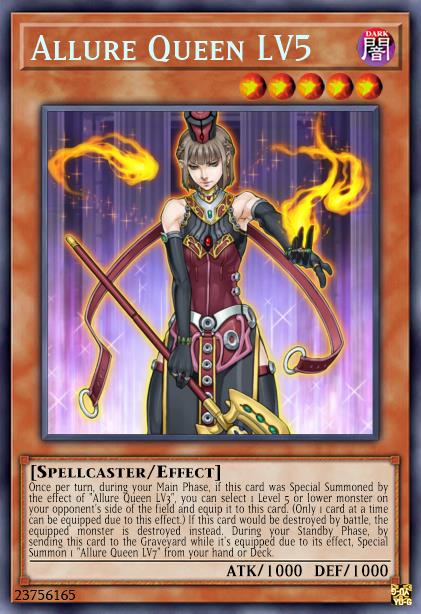 ALLURE QUEEN LV5
DARK
闇
[SPELLCASTER/EFFECT]
Once per turn, during your Main Phase, if this card was Special Summoned by
the effect of "Allure Queen LV3", you can select 1 Level 5 or lower monster on
your opponent's side of the field and equip it to this card. (Only 1 card at a time
can be equipped due to this effect.) If this card would be destroyed by battle, the
equipped monster is destroyed instead. During your Standby Phase, by
sending this card to the Graveyard while it's equipped due to its effect, Special
Summon 1 "Allure Queen LV7" from your hand or Deck.
ATK/1000 DEF/1000
23756165